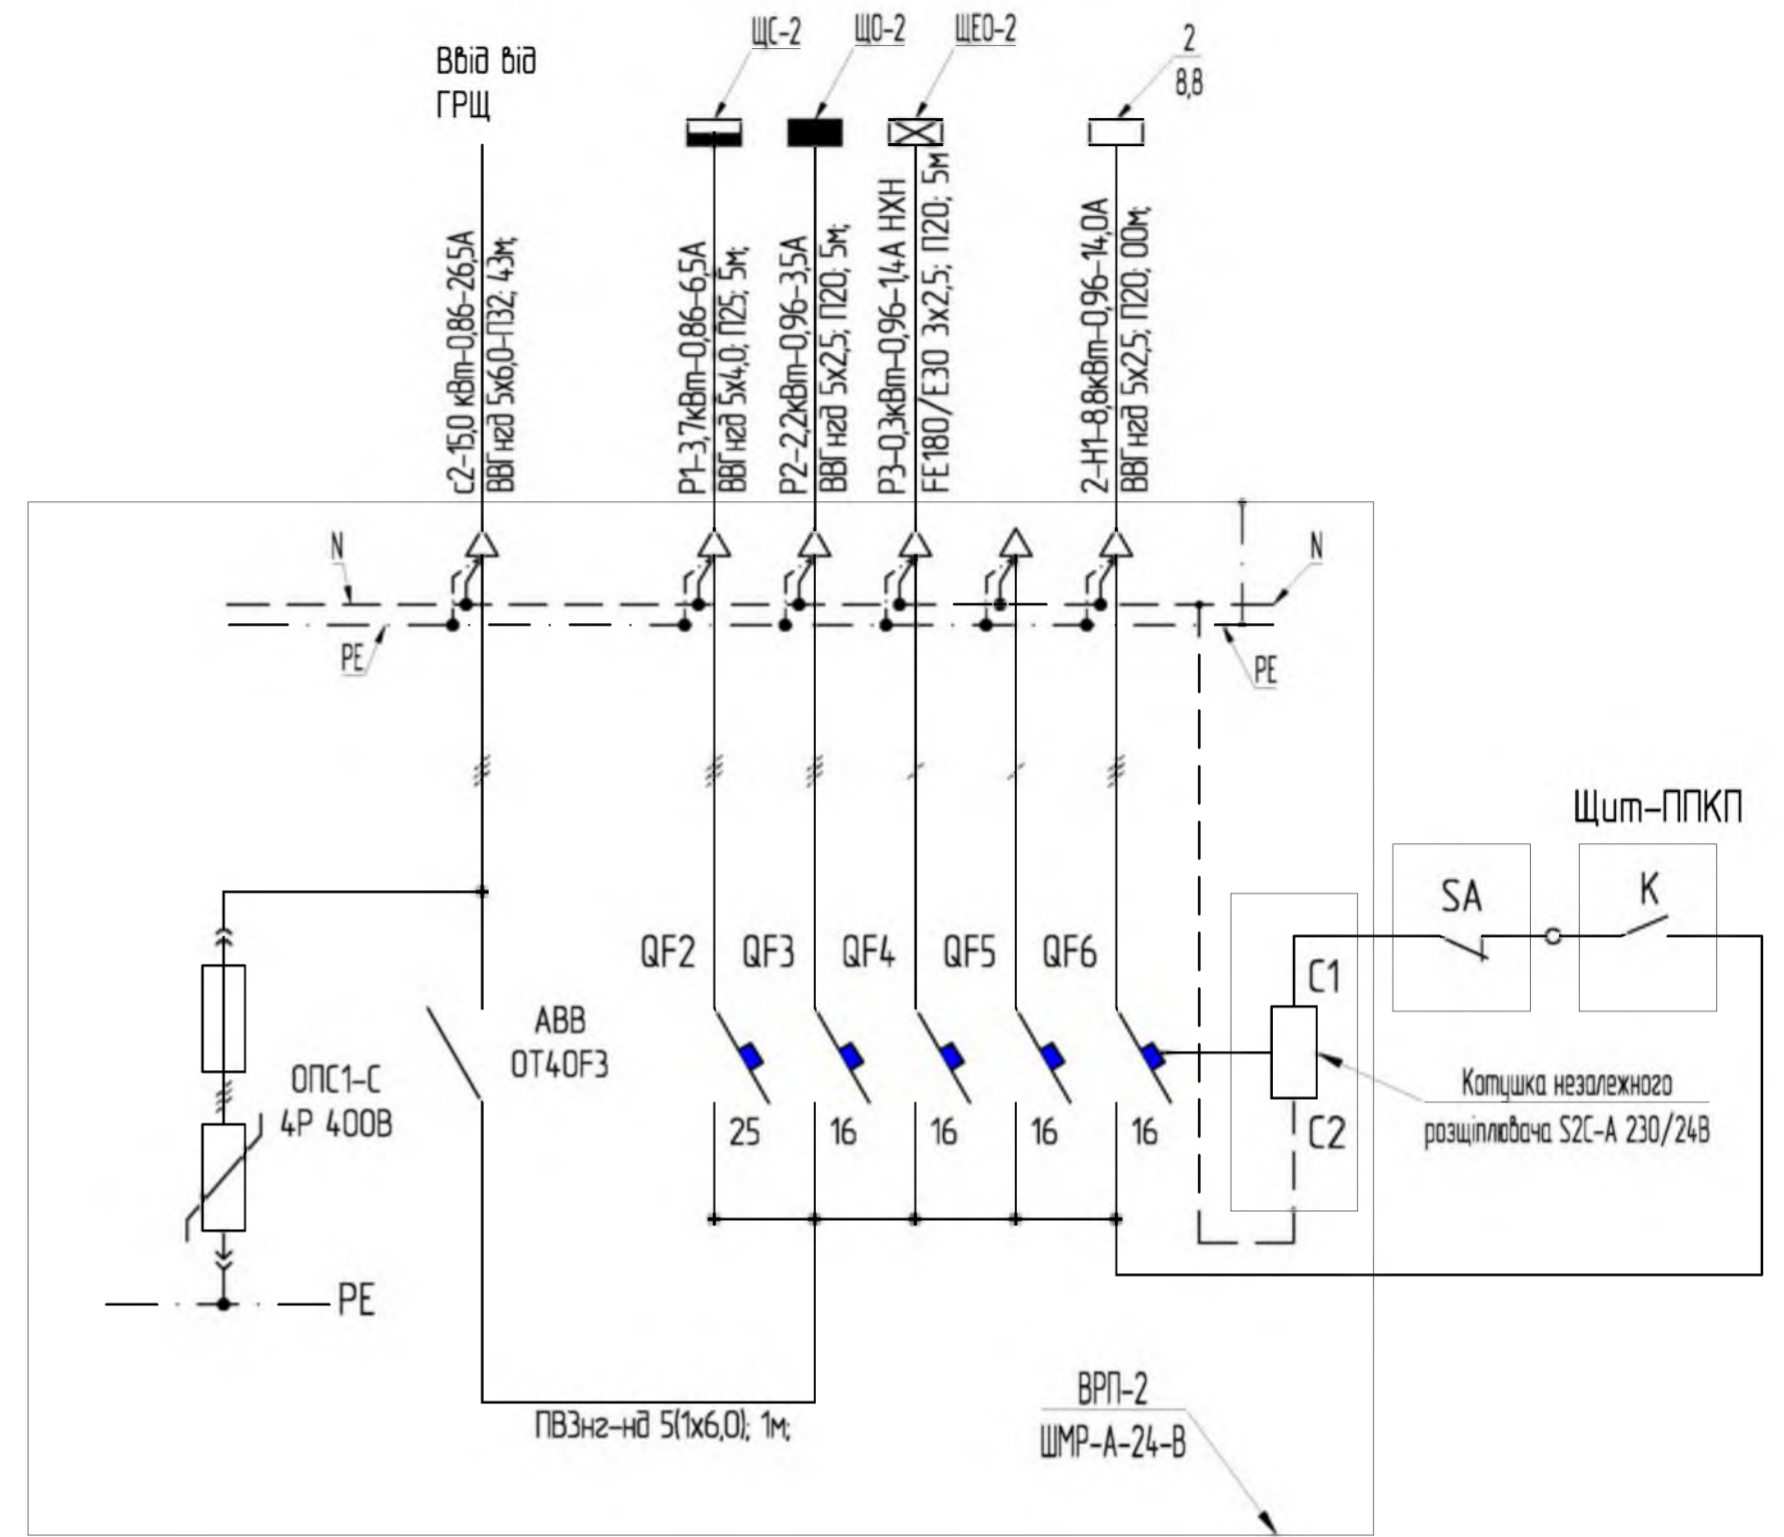 Ввід від
ГРЩ
ЩС-2
ЩО-2
ЩЕО-2
2
8,8
с2-15,0 кВт-0,86-26,5А
ВВГнгд 5х6,0-П32; 43м;
Р1-3,7кВт-0,86-6,5А
ВВГнгд 5х4,0; П25; 5м;
Р2-2,2кВт-0,96-3,5А
ВВГнгд 5х2,5; П20; 5м;
Р3-0,3кВт-0,96-1,4А НХН
FE180/E30 3х2,5; П20; 5м
2-Н1-8,8кВт-0,96-14,0А
ВВГнгд 5х2,5; П20; 00м;
N
N
PE
PE
Щит-ППКП
SA
K
QF2
QF3
QF4
QF5
QF6
C1
АВВ
ОТ40F3
ОПС1-С
4Р 400В
25
16
16
16
16
C2
Котушка незалежного
розщіплювача S2C-A 230/24В
PE
ВРП-2
ШМР-А-24-В
ПВ3нг-нд 5(1х6,0); 1м;